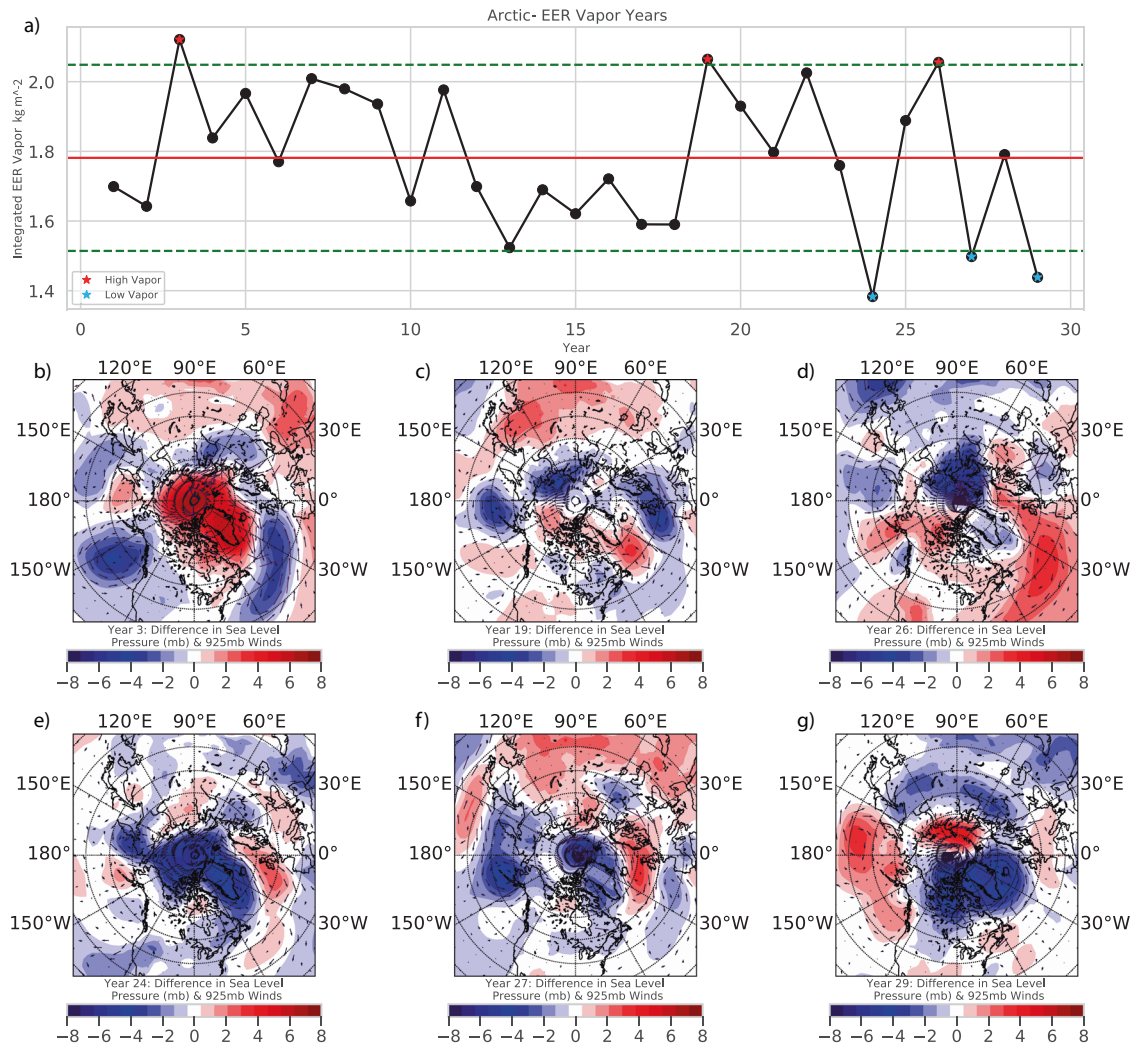 a)
Arctic- EER Vapor Years
Integrated EER Vapor kg m^-2
2.0
1.8
1.6
1.4
High Vapor
Low Vapor
0 5 10 15 20 25 30
Year
b) 120°E 90°E 60°E
150°E 30°E
180° 0°
150°W 30°W
Year 3: Difference in Sea Level
Pressure (mb) & 925mb Winds
−8 −6 −4 −2 0 2 4 6 8
c) 120°E 90°E 60°E
150°E 30°E
180° 0°
150°W 30°W
Year 19: Difference in Sea Level
Pressure (mb) & 925mb Winds
−8 −6 −4 −2 0 2 4 6 8
d) 120°E 90°E 60°E
150°E 30°E
180° 0°
150°W 30°W
Year 26: Difference in Sea Level
Pressure (mb) & 925mb Winds
−8 −6 −4 −2 0 2 4 6 8
e) 120°E 90°E 60°E
150°E 30°E
180° 0°
150°W 30°W
Year 24: Difference in Sea Level
Pressure (mb) & 925mb Winds
−8 −6 −4 −2 0 2 4 6 8
f) 120°E 90°E 60°E
150°E 30°E
180° 0°
150°W 30°W
Year 27: Difference in Sea Level
Pressure (mb) & 925mb Winds
−8 −6 −4 −2 0 2 4 6 8
g) 120°E 90°E 60°E
150°E 30°E
180° 0°
150°W 30°W
Year 29: Difference in Sea Level
Pressure (mb) & 925mb Winds
−8 −6 −4 −2 0 2 4 6 8